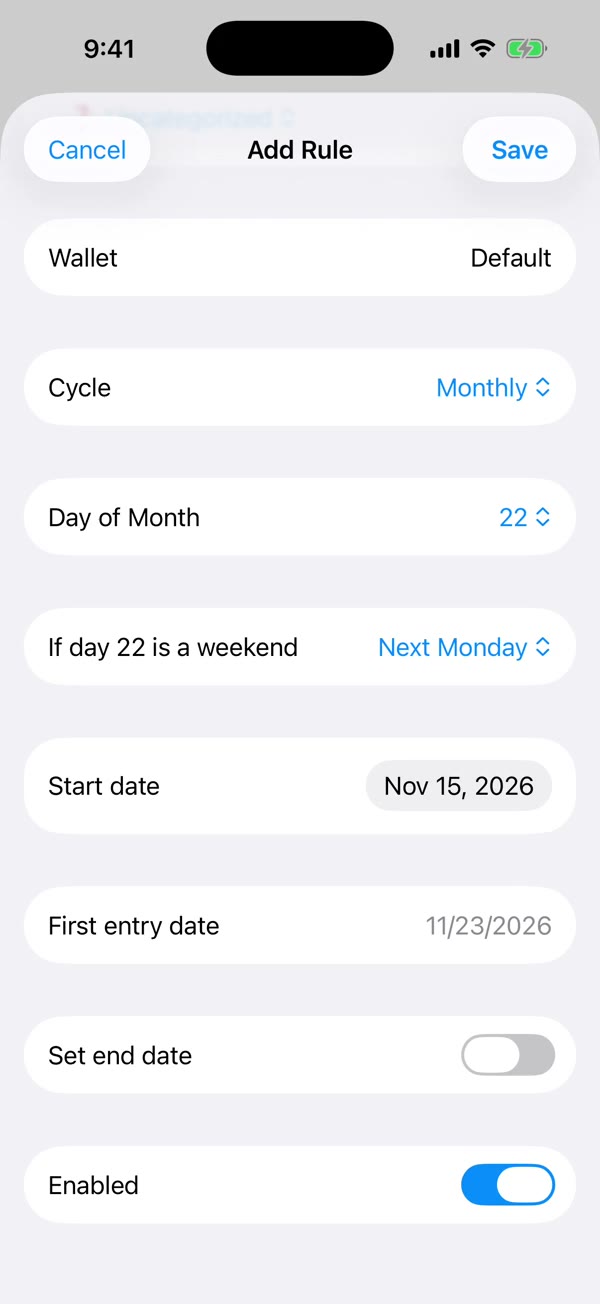 9:41
Uncategorized
Cancel
Add Rule
Save
Wallet
Default
Cycle
Monthly
Day of Month
22
If day 22 is a weekend
Next Monday
Start date
Nov 15, 2026
First entry date
11/23/2026
Set end date
Enabled